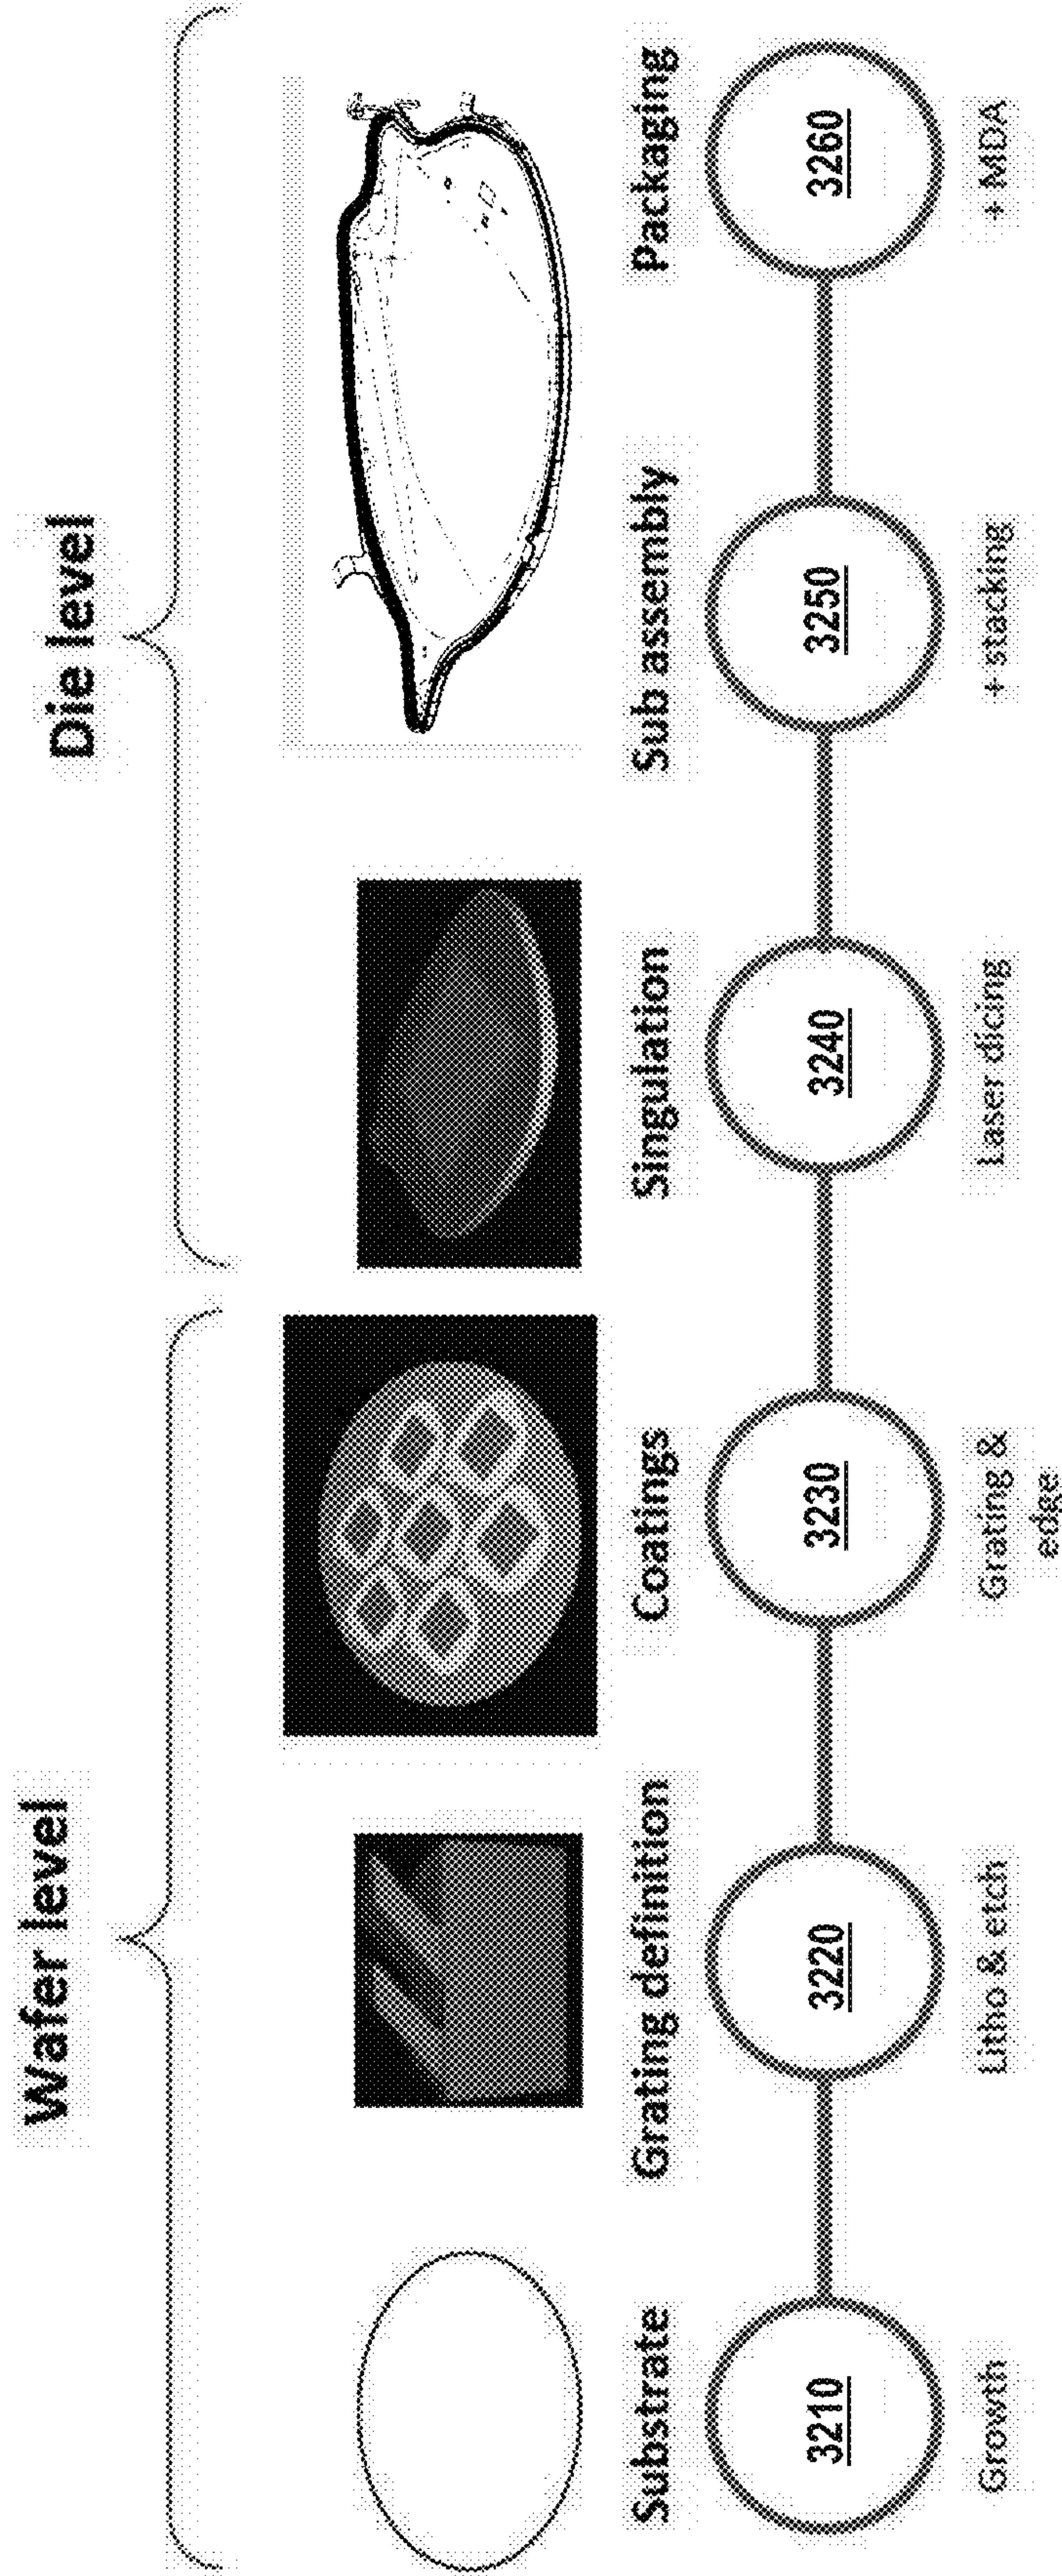 Wafer level
Die level
Substrate
Grating definition
Coatings
Singulation
Sub assembly
Packaging
3210
3220
3230
3240
3250
3260
Growth
Litho & etch
Grating &
edge
Laser dicing
+ stacking
+ MDA